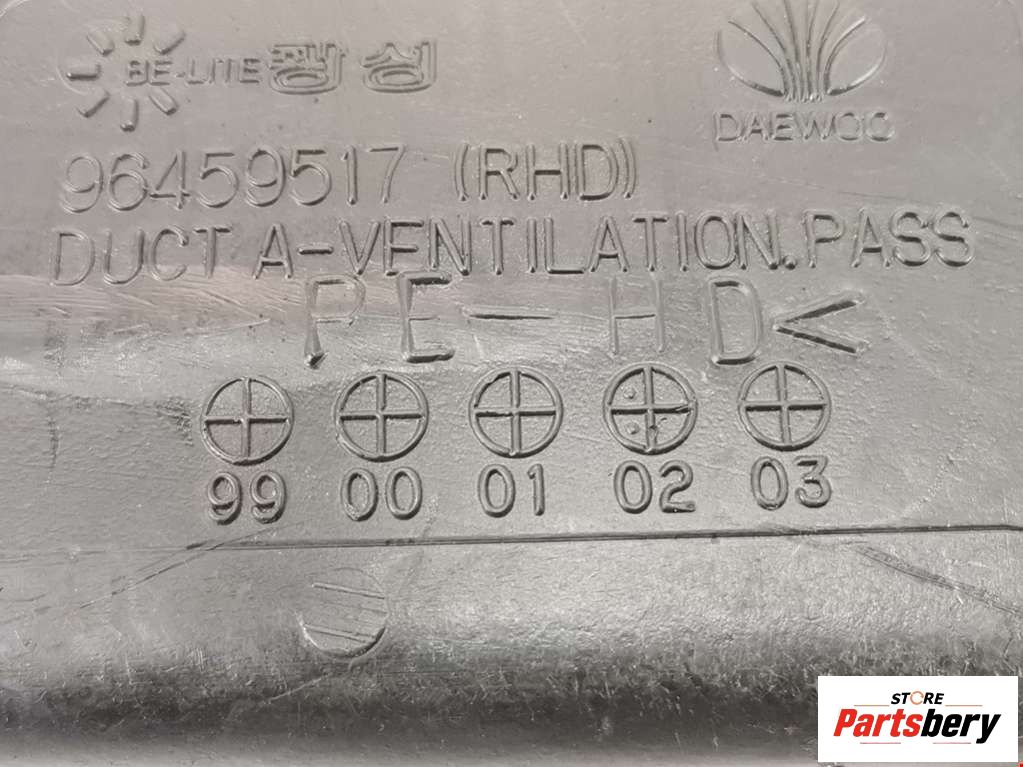 BE-LITE 광성
DAEWOO
96459517 (RHD)
DUCT A-VENTILATION.PASS
PE-HD<
99 00 01 02 03
STORE
Partsbery